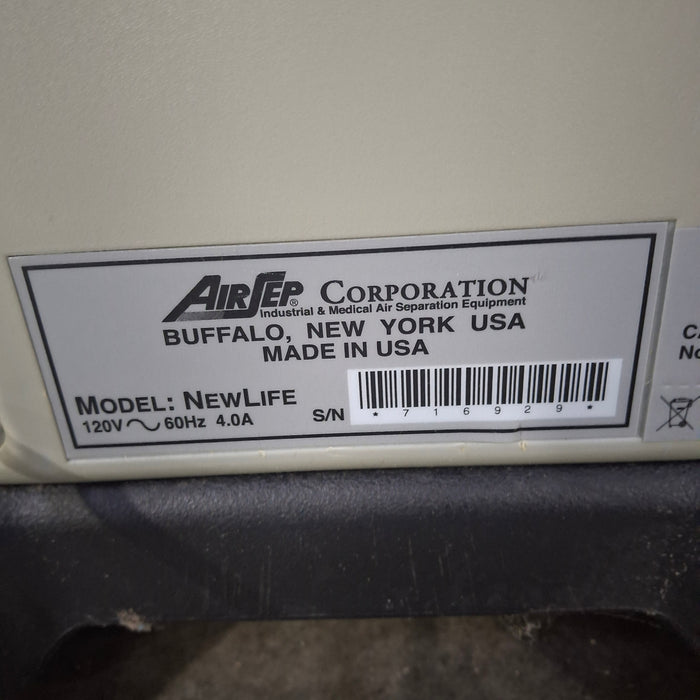 AIRSEP® CORPORATION
Industrial & Medical Air Separation Equipment
BUFFALO, NEW YORK USA
MADE IN USA
MODEL: NEWLIFE
120V ~ 60Hz 4.0A
S/N
*716929*